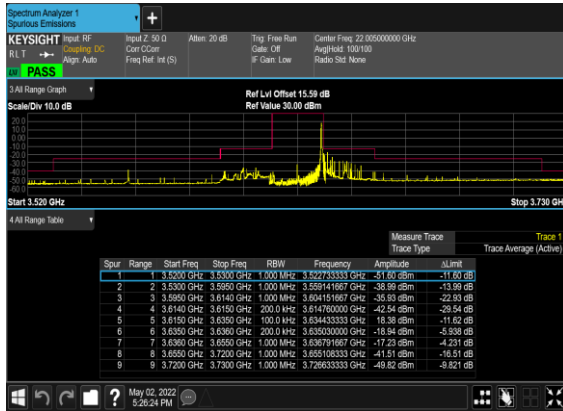 Spectrum Analyzer 1
Spurious Emissions
KEYSIGHT Input: RF Input Z: 50 Ω Atten: 20 dB Trig: Free Run Center Freq: 22.005000000 GHz
RLT Coupling: DC Corr CCorr Gate: Off Avg|Hold: 100/100
Align: Auto Freq Ref: Int (S) IF Gain: Low Radio Std: None
PASS
3 All Range Graph
Ref Lvl Offset 15.59 dB
Scale/Div 10.0 dB Ref Value 30.00 dBm
20.0
10.0
0.00
-10.0
-20.0
-30.0
-40.0
-50.0
-60.0
Start 3.520 GHz Stop 3.730 GH
4 All Range Table
Measure Trace Trace 1
Trace Type Trace Average (Active)
Spur Range Start Freq Stop Freq RBW Frequency Amplitude ΔLimit
1 1 3.5200 GHz 3.5300 GHz 1.000 MHz 3.522733333 GHz -51.60 dBm -11.60 dB
2 2 3.5300 GHz 3.5950 GHz 1.000 MHz 3.559141667 GHz -38.99 dBm -13.99 dB
3 3 3.5950 GHz 3.6140 GHz 1.000 MHz 3.604151667 GHz -35.93 dBm -22.93 dB
4 4 3.6140 GHz 3.6150 GHz 200.0 kHz 3.614760000 GHz -42.54 dBm -29.54 dB
5 5 3.6150 GHz 3.6350 GHz 100.0 kHz 3.634433333 GHz 18.38 dBm -11.62 dB
6 6 3.6350 GHz 3.6360 GHz 200.0 kHz 3.635030000 GHz -18.94 dBm -5.938 dB
7 7 3.6360 GHz 3.6550 GHz 1.000 MHz 3.636791667 GHz -17.23 dBm -4.231 dB
8 8 3.6550 GHz 3.7200 GHz 1.000 MHz 3.655108333 GHz -41.51 dBm -16.51 dB
9 9 3.7200 GHz 3.7300 GHz 1.000 MHz 3.726633333 GHz -49.82 dBm -9.821 dB
May 02, 2022
5:26:24 PM